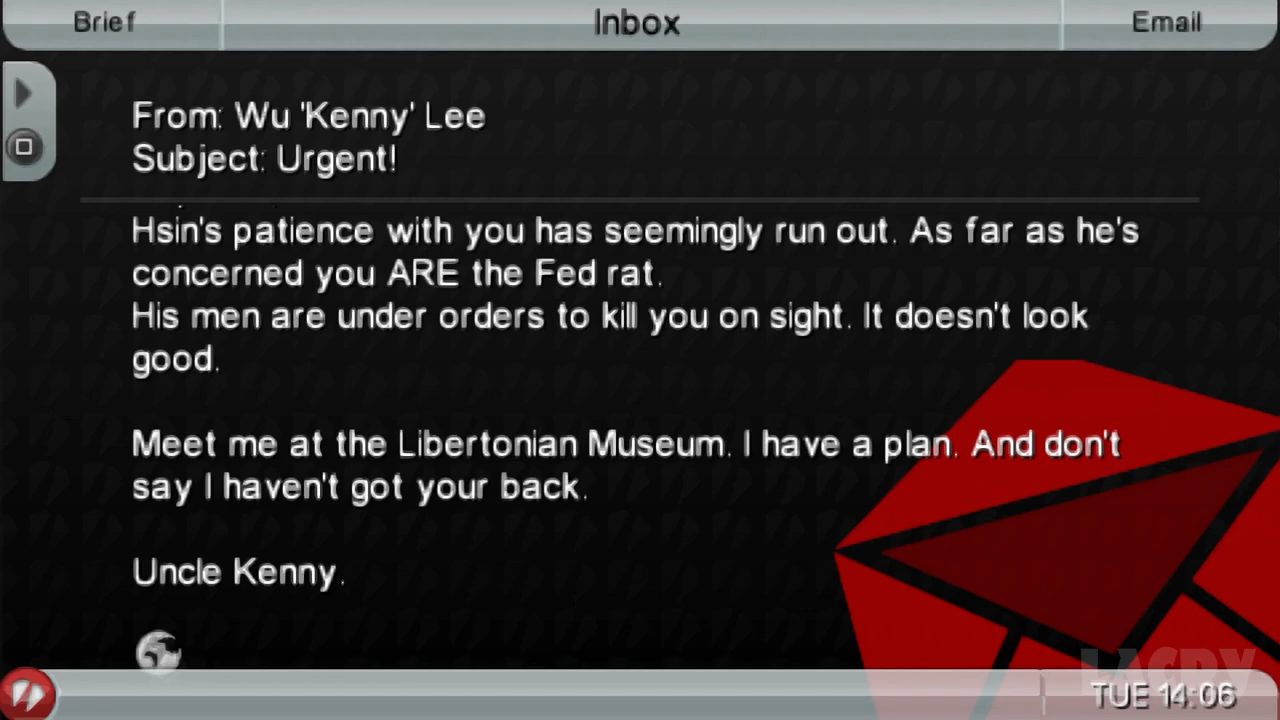 Brief
Inbox
Email
From: Wu 'Kenny' Lee
Subject: Urgent!
Hsin's patience with you has seemingly run out. As far as he's
concerned you ARE the Fed rat.
His men are under orders to kill you on sight. It doesn't look
good.
Meet me at the Libertonian Museum. I have a plan. And don't
say I haven't got your back.
Uncle Kenny.
TUE 14:06